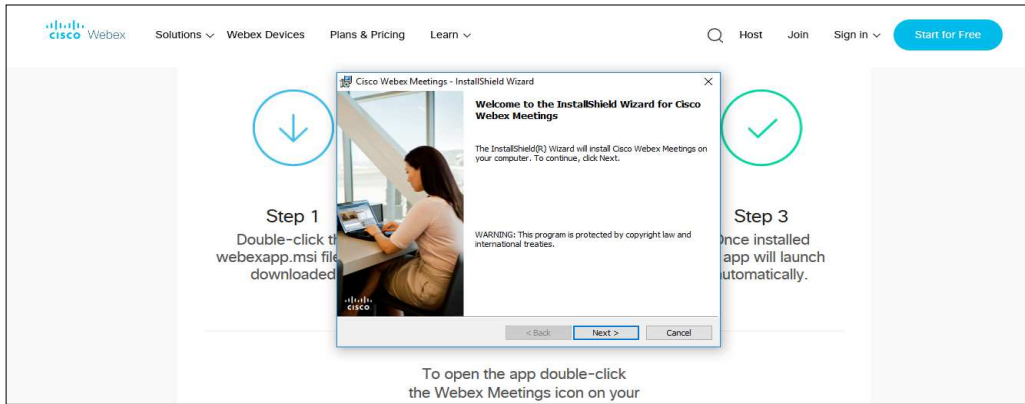 CISCO Webex Solutions Webex Devices Plans & Pricing Learn Host Join Sign in Start for Free
Cisco Webex Meetings - InstallShield Wizard
Welcome to the InstallShield Wizard for Cisco
Webex Meetings
The InstallShield(R) Wizard will install Cisco Webex Meetings on
your computer. To continue, click Next.
WARNING: This program is protected by copyright law and
international treaties.
CISCO
< Back Next > Cancel
Step 1
Double-click
webexapp.msi
downloaded
Step 3
Once installed
app will launch
automatically.
To open the app double-click
the Webex Meetings icon on your